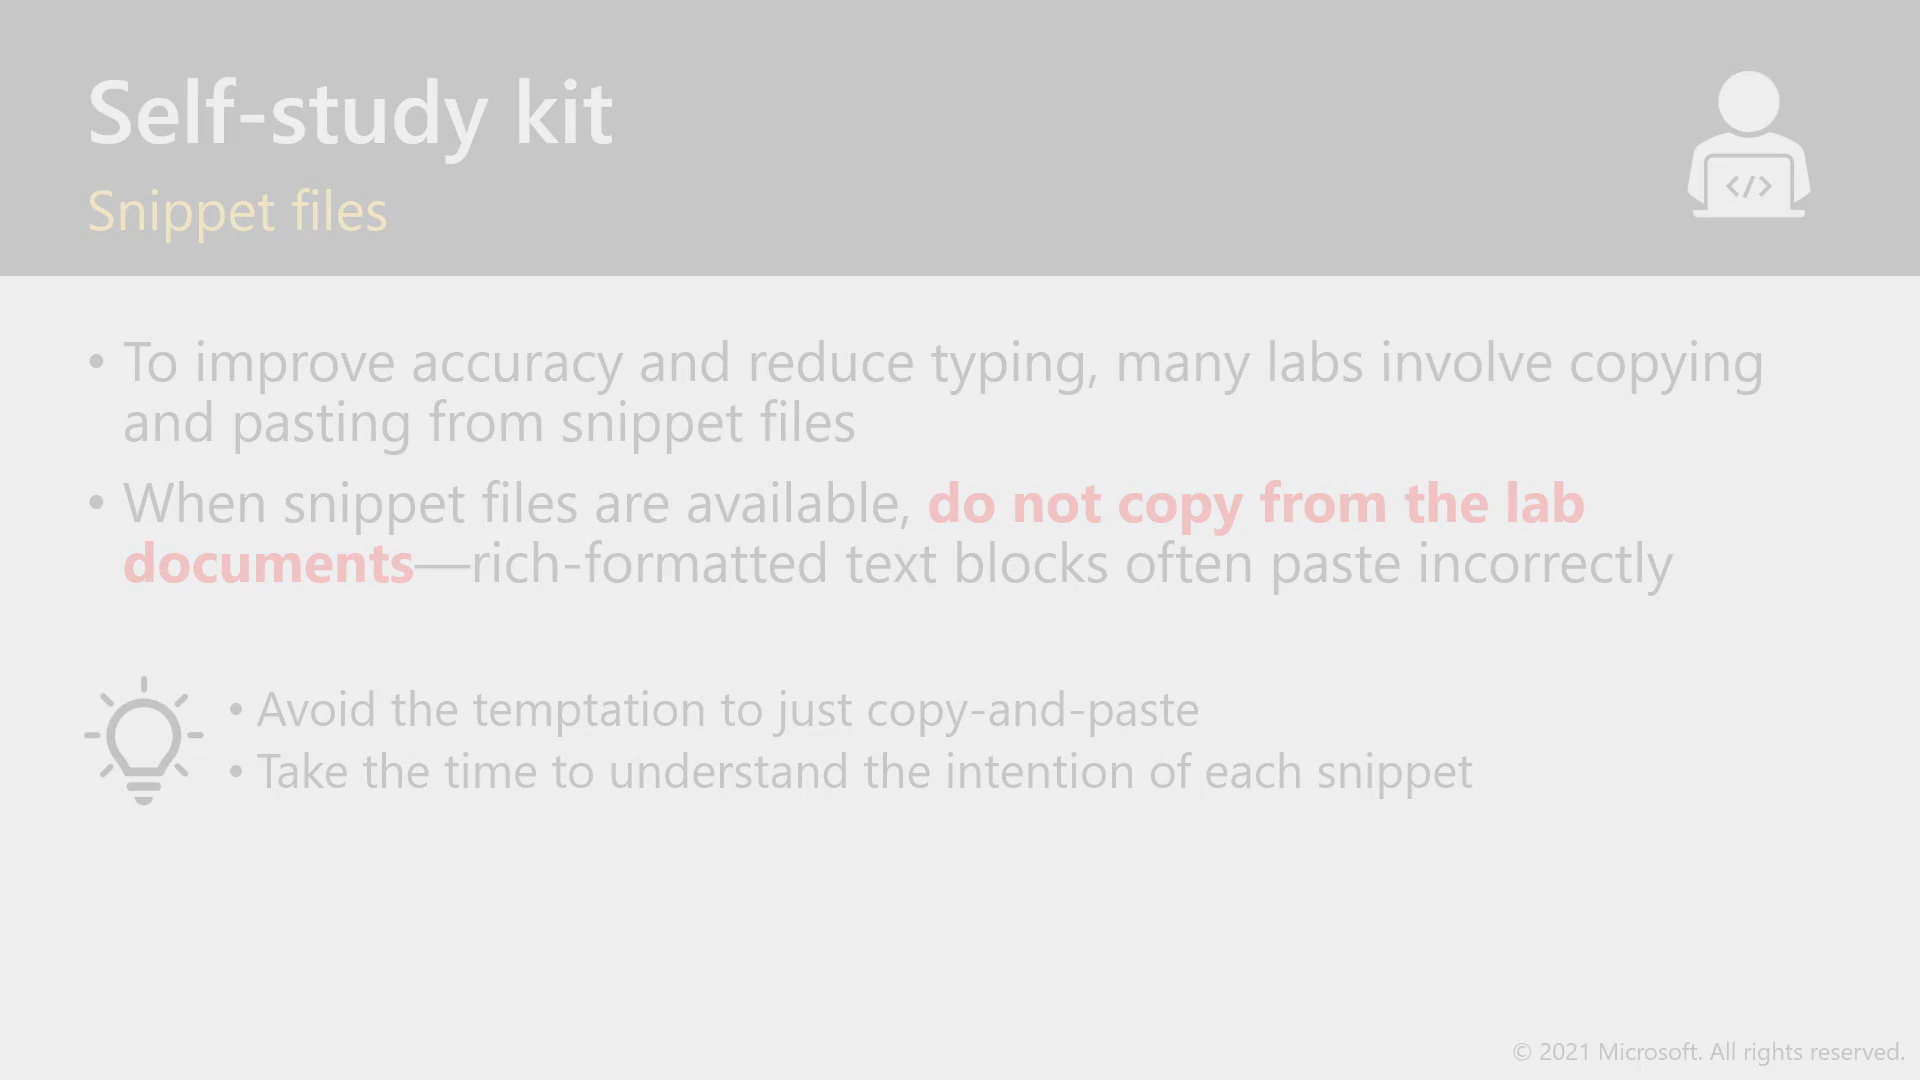 Self-study kit
Snippet files
</>
• To improve accuracy and reduce typing, many labs involve copying
and pasting from snippet files
• When snippet files are available, do not copy from the lab
documents—rich-formatted text blocks often paste incorrectly
• Avoid the temptation to just copy-and-paste
• Take the time to understand the intention of each snippet
© 2021 Microsoft. All rights reserved.